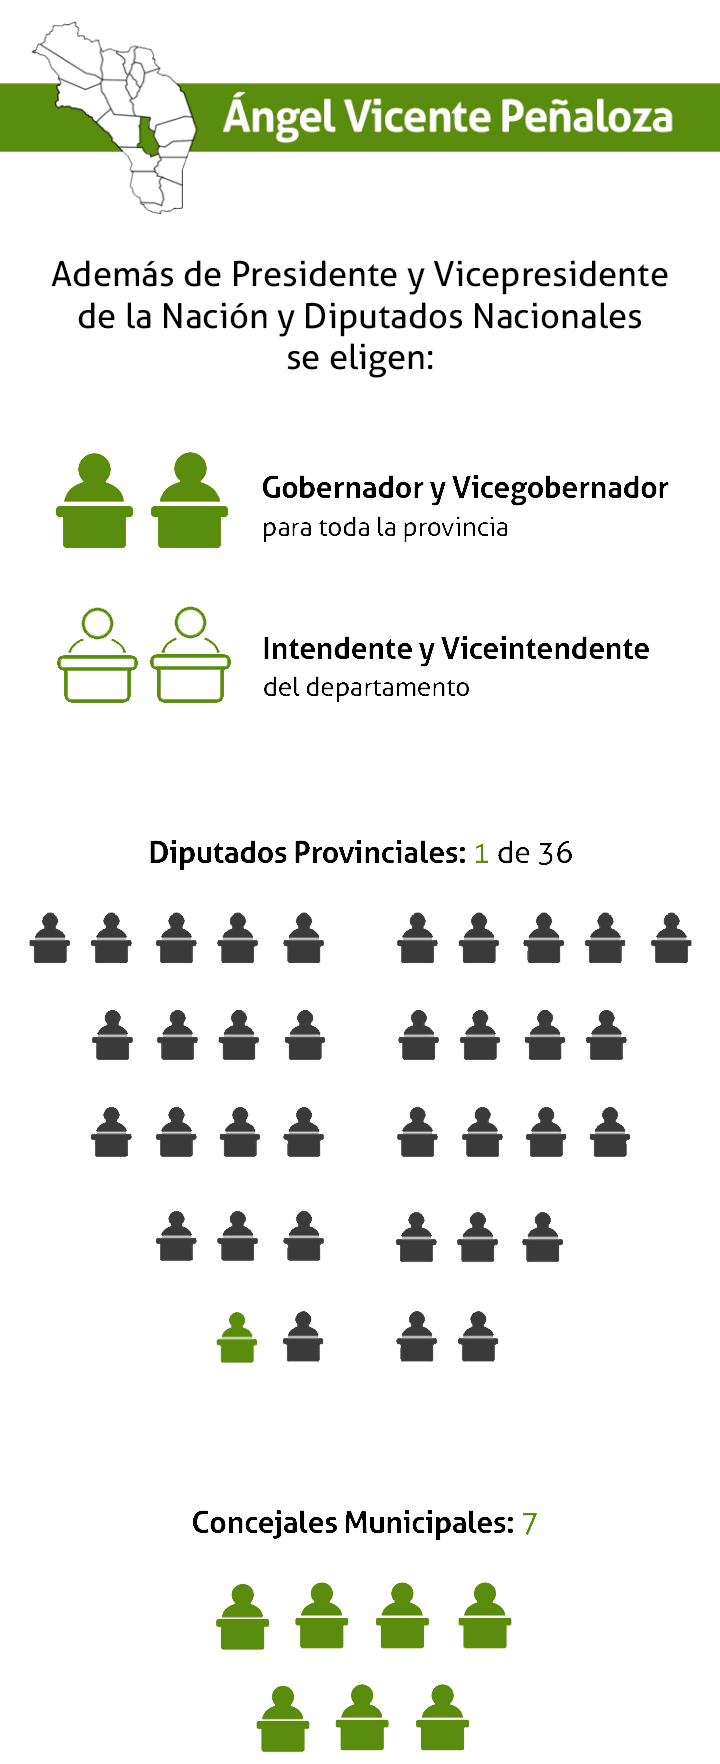 Ángel Vicente Peñaloza
Además de Presidente y Vicepresidente
de la Nación y Diputados Nacionales
se eligen:
Gobernador y Vicegobernador
para toda la provincia
Intendente y Viceintendente
del departamento
Diputados Provinciales: 1 de 36
Concejales Municipales: 7